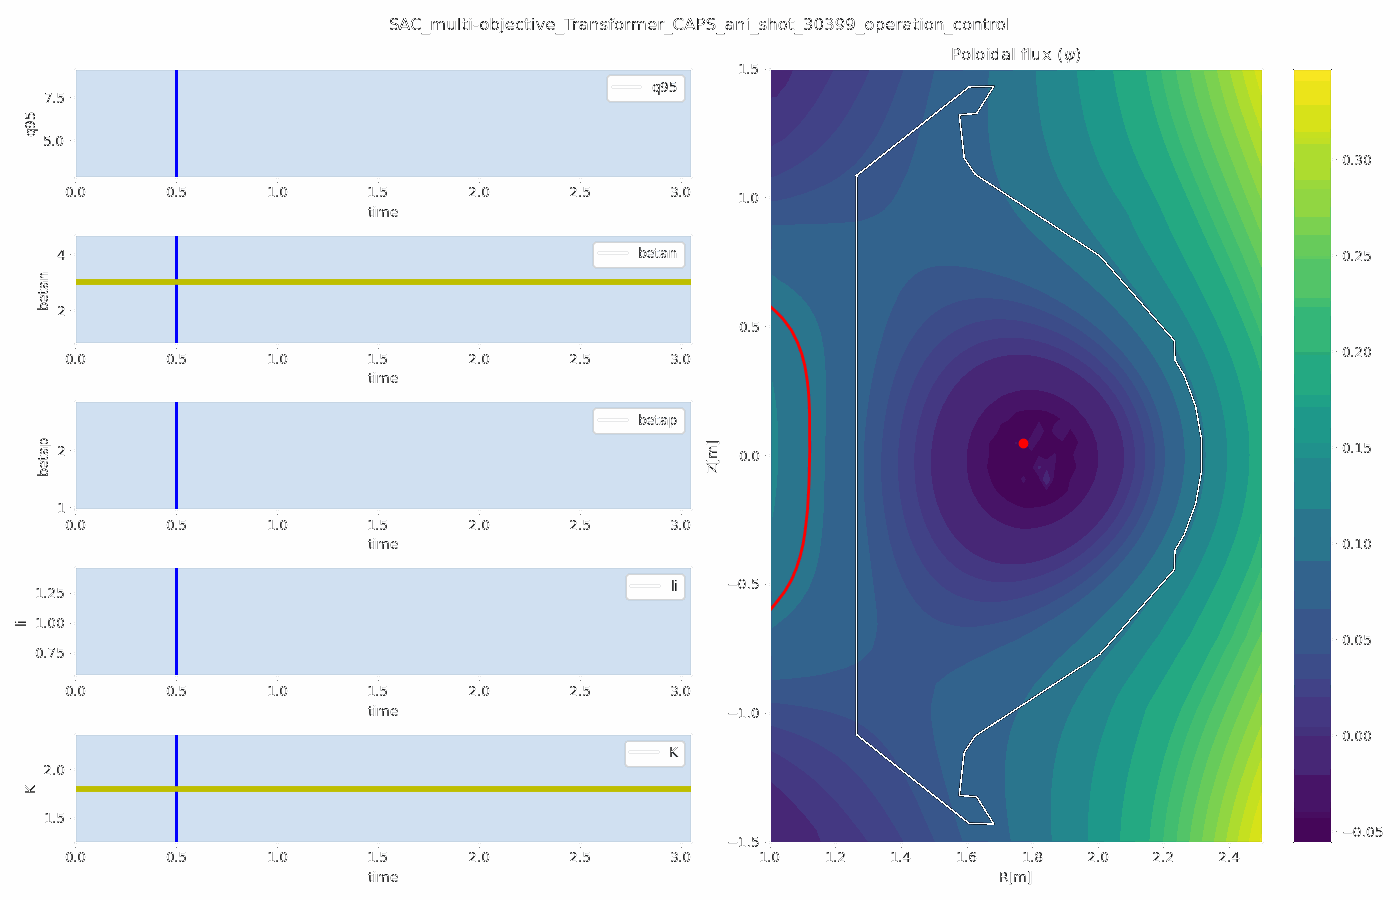 SAC_multi-objective_Transformer_CAPS_ani_shot_30399_operation_control
q95
7.5
5.0
q95
0.0 0.5 1.0 1.5 2.0 2.5 3.0
time
betan
4
2
betan
0.0 0.5 1.0 1.5 2.0 2.5 3.0
time
betap
2
1
betap
0.0 0.5 1.0 1.5 2.0 2.5 3.0
time
li
1.25
1.00
0.75
li
0.0 0.5 1.0 1.5 2.0 2.5 3.0
time
K
2.0
1.5
K
0.0 0.5 1.0 1.5 2.0 2.5 3.0
time
Poloidal flux (φ)
1.5
1.0
0.5
0.0
−0.5
−1.0
−1.5
Z[m]
1.0 1.2 1.4 1.6 1.8 2.0 2.2 2.4
R[m]
0.30
0.25
0.20
0.15
0.10
0.05
0.00
−0.05